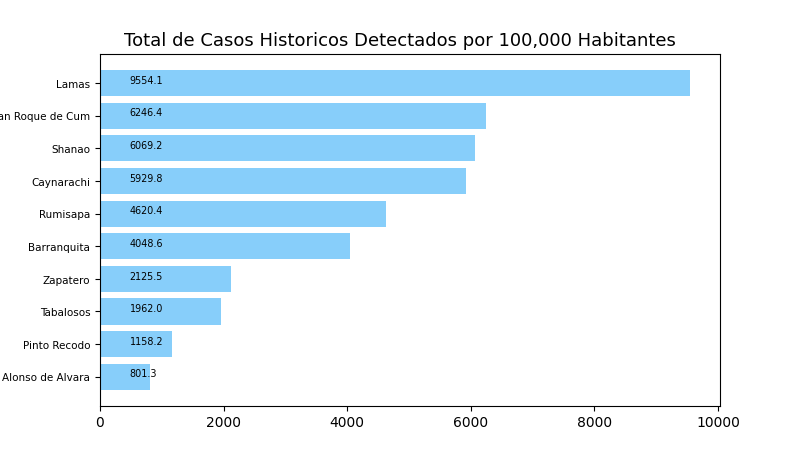 Total de Casos Historicos Detectados por 100,000 Habitantes
Lamas 9554.1
an Roque de Cum 6246.4
Shanao 6069.2
Caynarachi 5929.8
Rumisapa 4620.4
Barranquita 4048.6
Zapatero 2125.5
Tabalosos 1962.0
Pinto Recodo 1158.2
Alonso de Alvara 801.3
0 2000 4000 6000 8000 10000